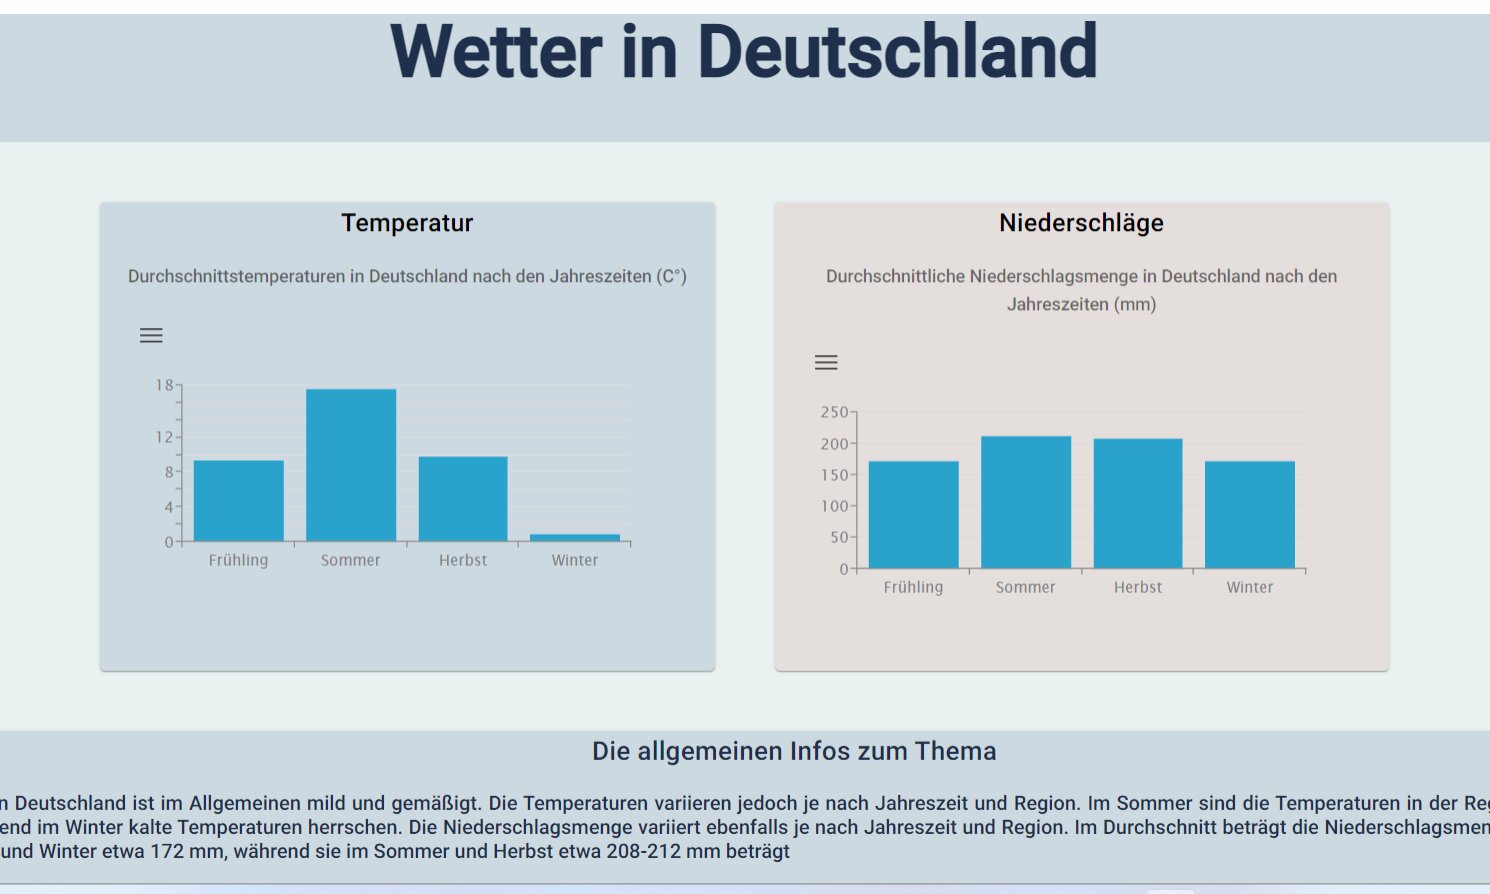 Wetter in Deutschland
Temperatur
Durchschnittstemperaturen in Deutschland nach den Jahreszeiten (C°)
18
12
8
4
0
Frühling Sommer Herbst Winter
Niederschläge
Durchschnittliche Niederschlagsmenge in Deutschland nach den
Jahreszeiten (mm)
250
200
150
100
50
0
Frühling Sommer Herbst Winter
Die allgemeinen Infos zum Thema
n Deutschland ist im Allgemeinen mild und gemäßigt. Die Temperaturen variieren jedoch je nach Jahreszeit und Region. Im Sommer sind die Temperaturen in der Re
end im Winter kalte Temperaturen herrschen. Die Niederschlagsmenge variiert ebenfalls je nach Jahreszeit und Region. Im Durchschnitt beträgt die Niederschlagsmen
und Winter etwa 172 mm, während sie im Sommer und Herbst etwa 208-212 mm beträgt